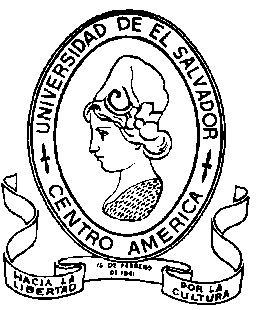 UNIVERSIDAD DE EL SALVADOR
CENTRO AMERICA
16 DE FEBRERO
DE 1841
HACIA LA
LIBERTAD
POR LA
CULTURA